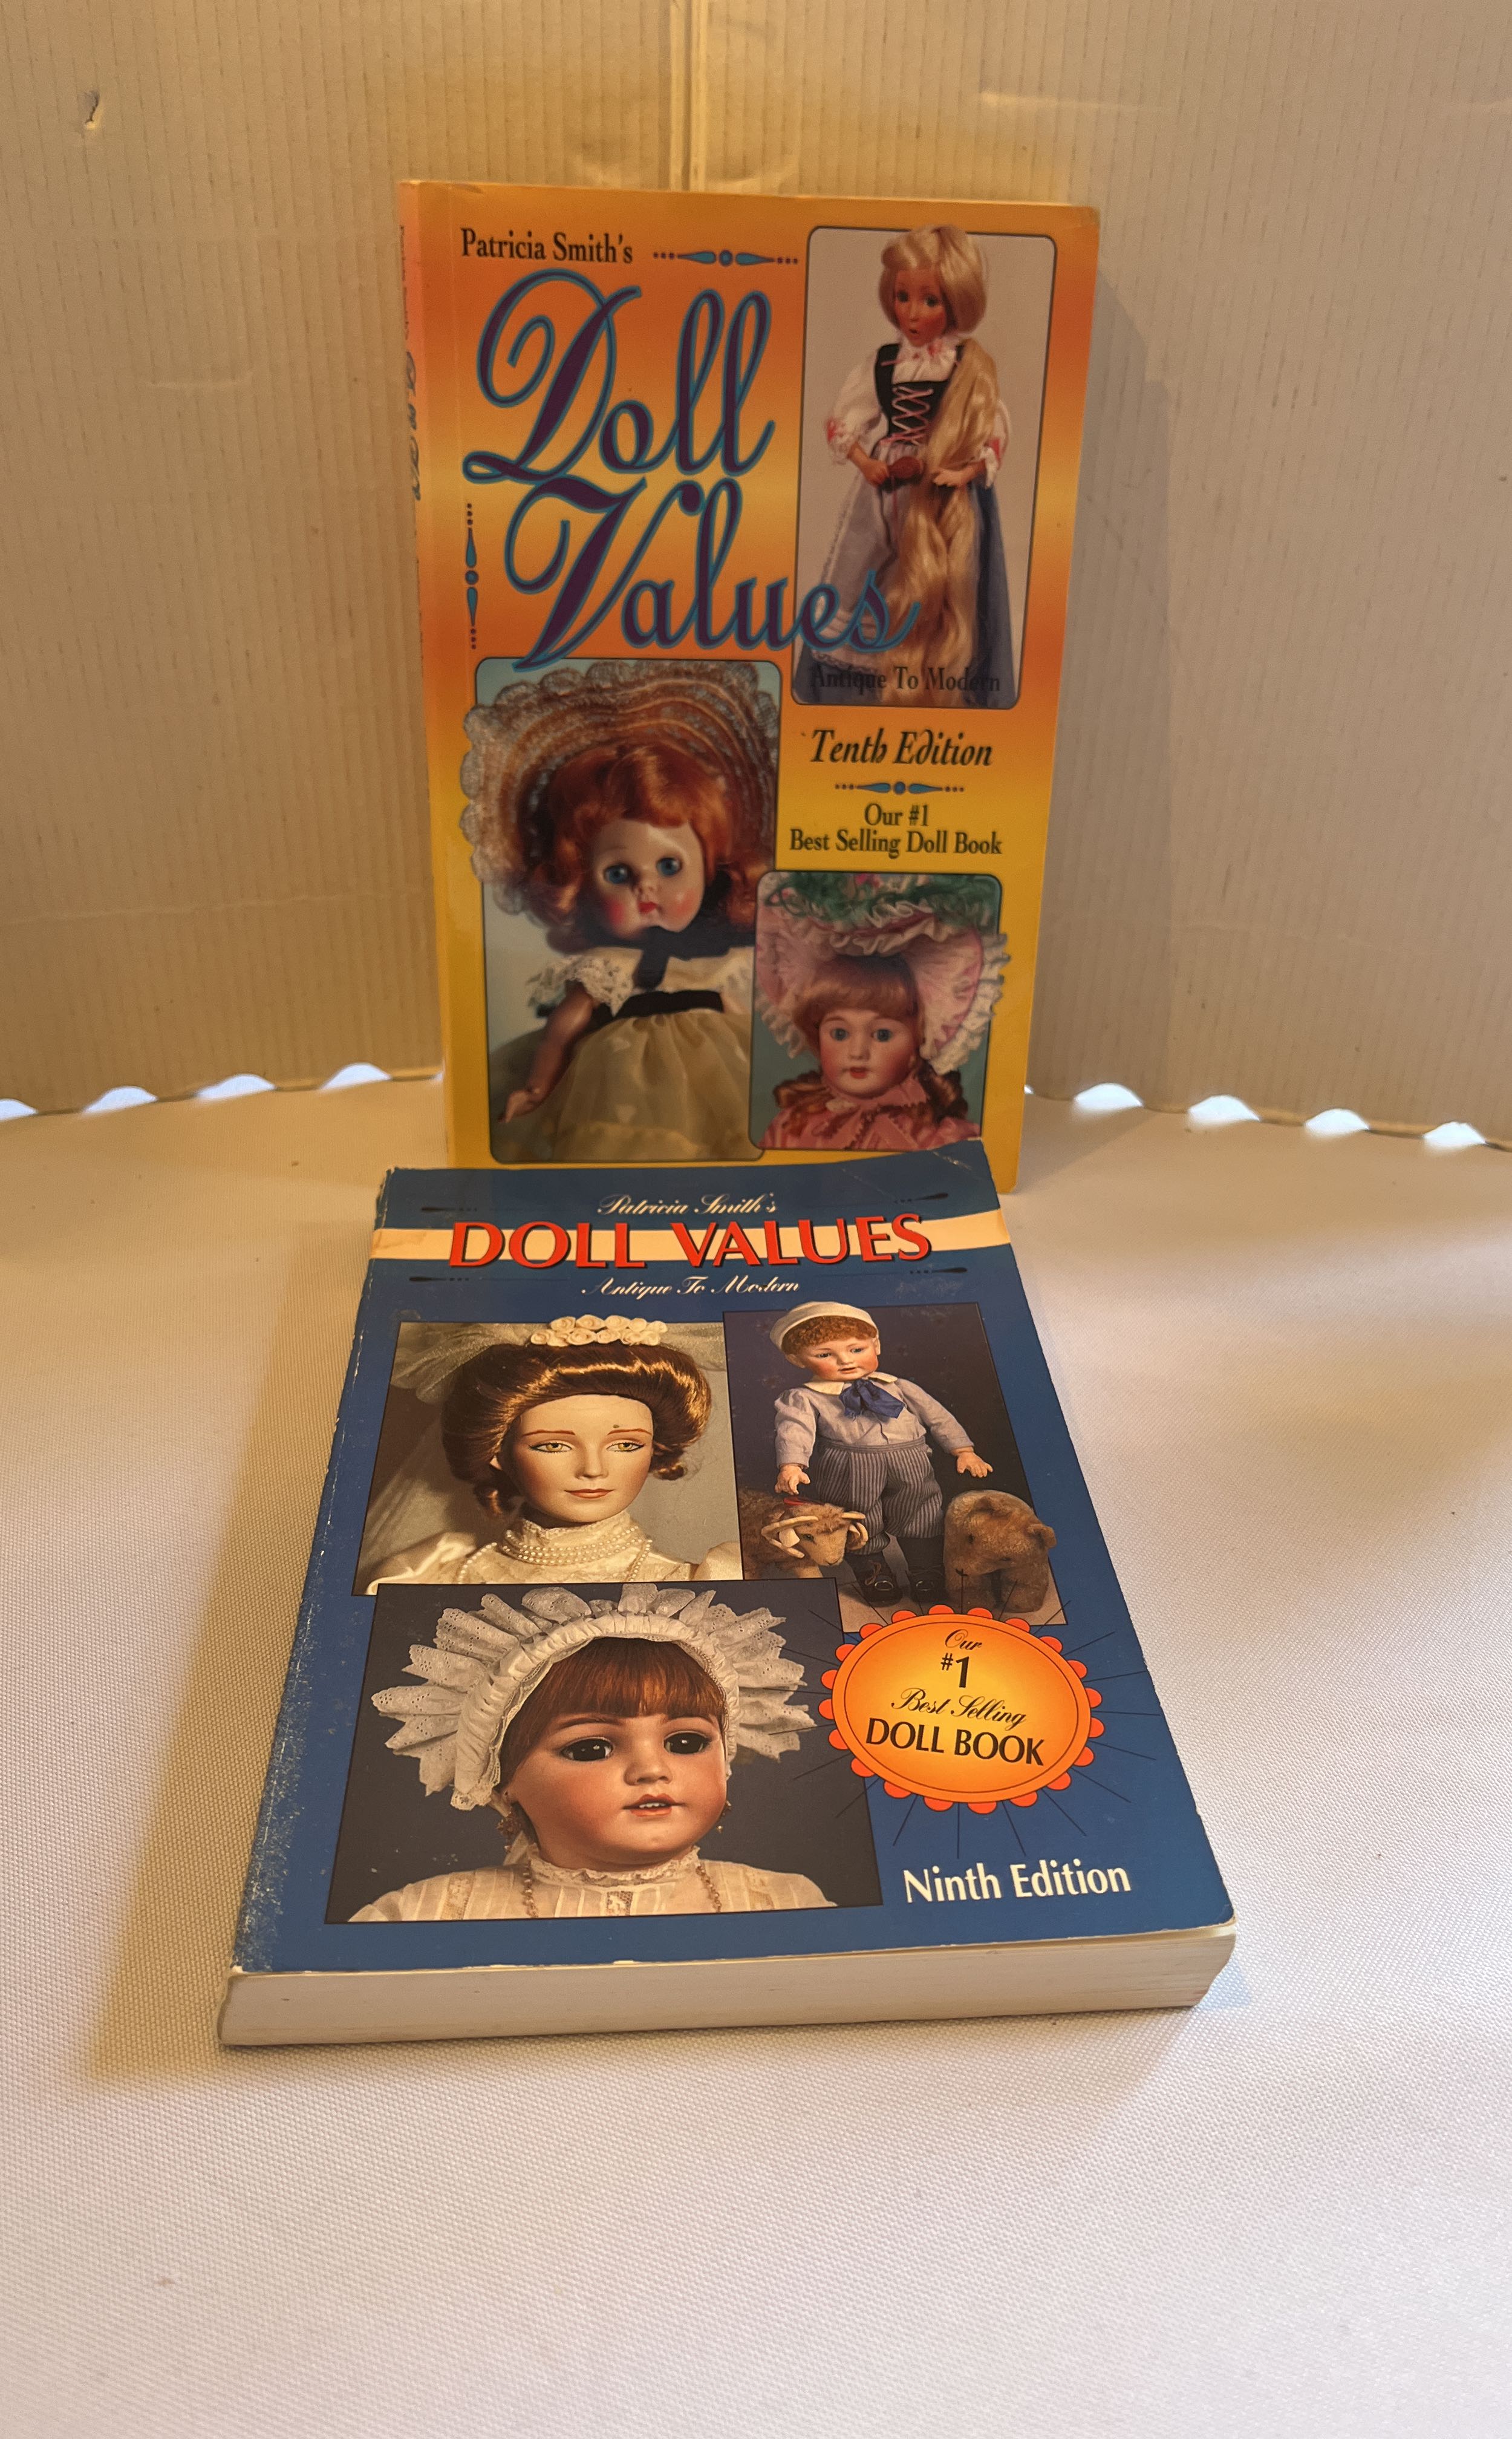 Patricia Smith's
Doll
Values
Antique To Modern
Tenth Edition
Our #1
Best Selling Doll Book
Patricia Smith's
DOLL VALUES
Antique To Modern
Our
#1
Best Selling
DOLL BOOK
Ninth Edition